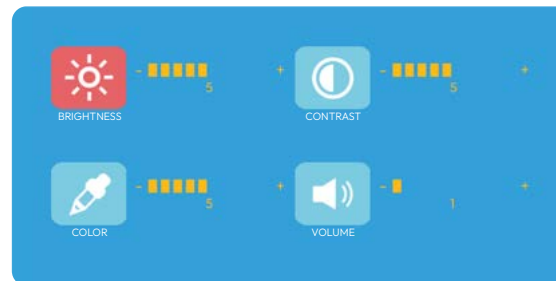 - +
5
BRIGHTNESS
- +
5
CONTRAST
- +
5
COLOR
- +
1
VOLUME